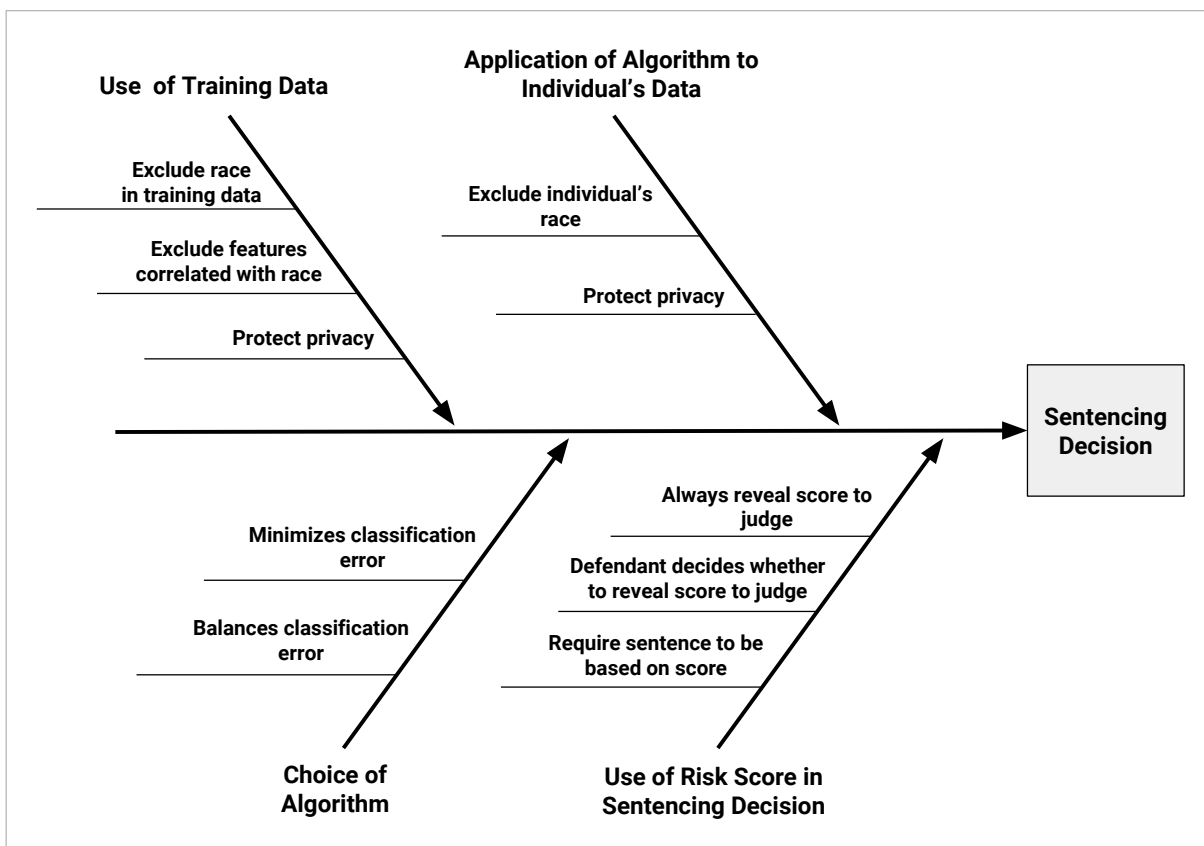 Use of Training Data
Application of Algorithm to
Individual’s Data
Exclude race
in training data
Exclude features
correlated with race
Protect privacy
Exclude individual’s
race
Protect privacy
Sentencing
Decision
Minimizes classification
error
Balances classification
error
Always reveal score to
judge
Defendant decides whether
to reveal score to judge
Require sentence to be
based on score
Choice of
Algorithm
Use of Risk Score in
Sentencing Decision